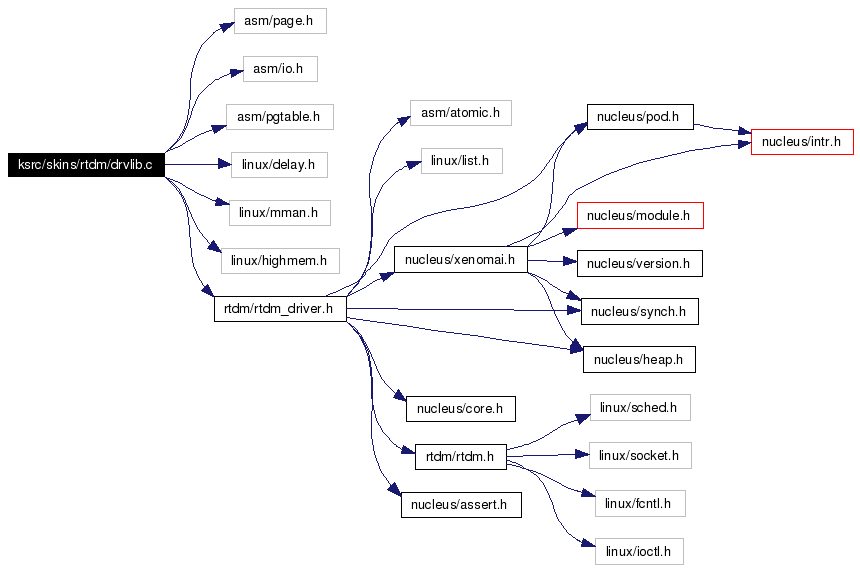 asm/page.h
asm/io.h
asm/pgtable.h
ksrc/skins/rtdm/drvlib.c
linux/delay.h
linux/mman.h
linux/highmem.h
rtdm/rtdm_driver.h
asm/atomic.h
linux/list.h
nucleus/xenomai.h
nucleus/core.h
rtdm/rtdm.h
nucleus/assert.h
nucleus/pod.h
nucleus/module.h
nucleus/version.h
nucleus/synch.h
nucleus/heap.h
linux/sched.h
linux/socket.h
linux/fcntl.h
linux/ioctl.h
nucleus/intr.h